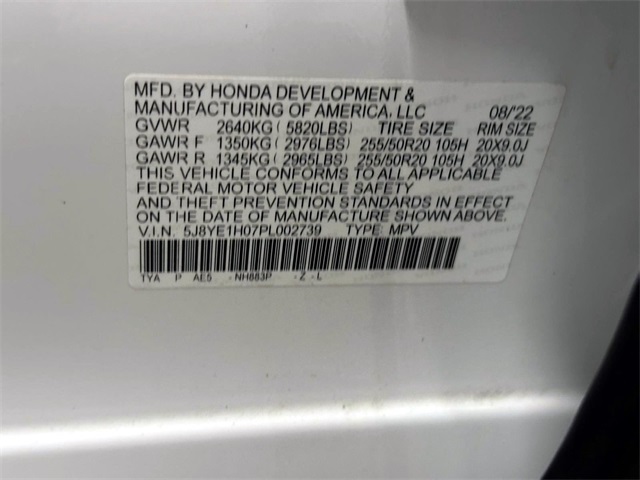 MFD. BY HONDA DEVELOPMENT &
MANUFACTURING OF AMERICA, LLC 08/'22
GVWR 2640KG ( 5820LBS) TIRE SIZE RIM SIZE
GAWR F 1350KG ( 2976LBS) 255/50R20 105H 20X9.0J
GAWR R 1345KG ( 2965LBS) 255/50R20 105H 20X9.0J
THIS VEHICLE CONFORMS TO ALL APPLICABLE
FEDERAL MOTOR VEHICLE SAFETY
AND THEFT PREVENTION STANDARDS IN EFFECT
ON THE DATE OF MANUFACTURE SHOWN ABOVE.
V.I.N. 5J8YE1H07PL002739 TYPE: MPV
TYA P AE5 -NH883P -Z -L